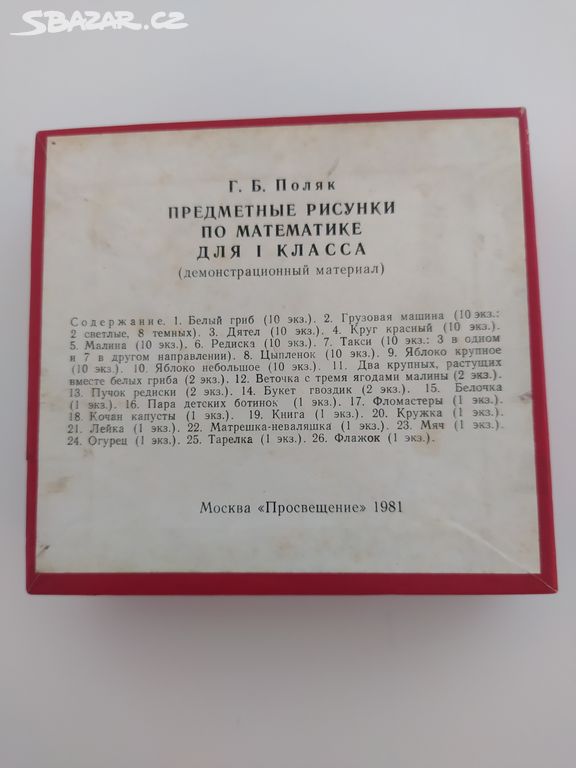 SBAZAR.CZ
Г. Б. Поляк
ПРЕДМЕТНЫЕ РИСУНКИ
ПО МАТЕМАТИКЕ
ДЛЯ I КЛАССА
(демонстрационный материал)
Содержание. 1. Белый гриб (10 экз.). 2. Грузовая машина (10 экз.:
2 светлые, 8 темных). 3. Дятел (10 экз.). 4. Круг красный (10 экз.).
5. Малина (10 экз.). 6. Редиска (10 экз.). 7. Такси (10 экз.: 3 в одном
и 7 в другом направлении). 8. Цыпленок (10 экз.). 9. Яблоко крупное
(10 экз.). 10. Яблоко небольшое (10 экз.). 11. Два крупных, растущих
вместе белых гриба (2 экз.). 12. Веточка с тремя ягодами малины (2 экз.).
13. Пучок редиски (2 экз.). 14. Букет гвоздик (2 экз.). 15. Белочка
(1 экз.). 16. Пара детских ботинок (1 экз.). 17. Фломастеры (1 экз.).
18. Кочан капусты (1 экз.). 19. Книга (1 экз.). 20. Кружка (1 экз.).
21. Лейка (1 экз.). 22. Матрешка-неваляшка (1 экз.). 23. Мяч (1 экз.).
24. Огурец (1 экз.). 25. Тарелка (1 экз.). 26. Флажок (1 экз.).
Москва «Просвещение» 1981